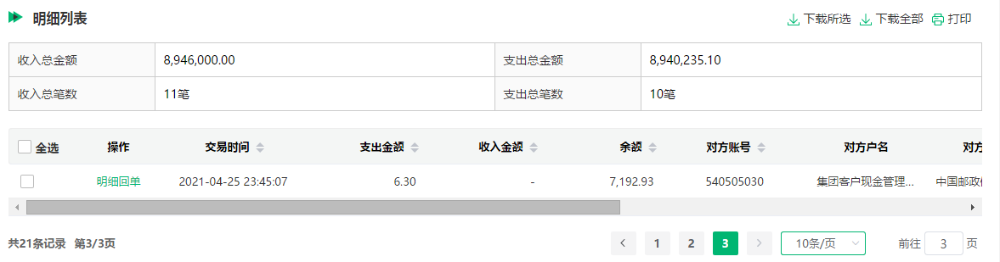 明细列表 下载所选 下载全部 打印
收入总金额 8,946,000.00 支出总金额 8,940,235.10
收入总笔数 11笔 支出总笔数 10笔
全选 操作 交易时间 支出金额 收入金额 余额 对方账号 对方户名 对方
明细回单 2021-04-25 23:45:07 6.30 - 7,192.93 540505030 集团客户现金管理... 中国邮政
共21条记录 第3/3页 1 2 3 10条/页 前往 3 页